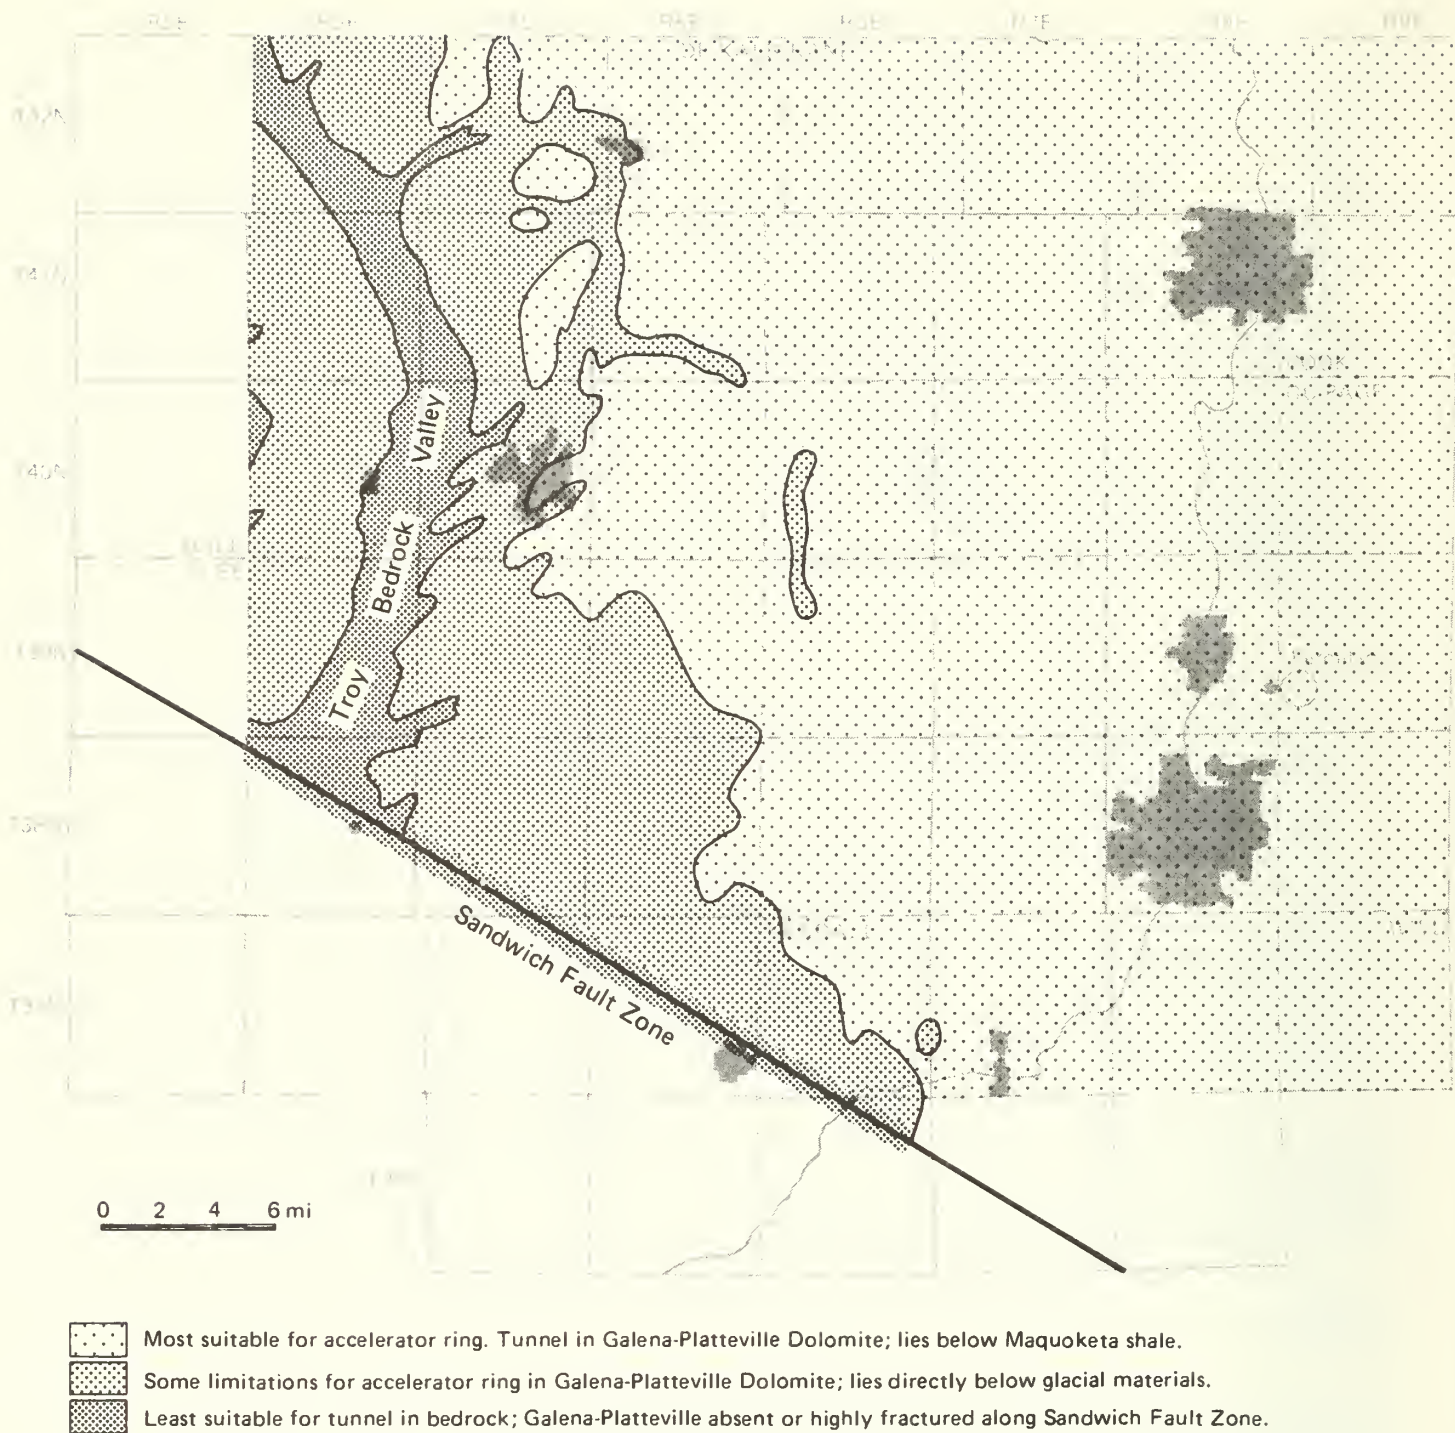 Valley
Bedrock
Troy
Sandwich Fault Zone
0 2 4 6 mi
Most suitable for accelerator ring. Tunnel in Galena-Platteville Dolomite; lies below Maquoketa shale.
Some limitations for accelerator ring in Galena-Platteville Dolomite; lies directly below glacial materials.
Least suitable for tunnel in bedrock; Galena-Platteville absent or highly fractured along Sandwich Fault Zone.